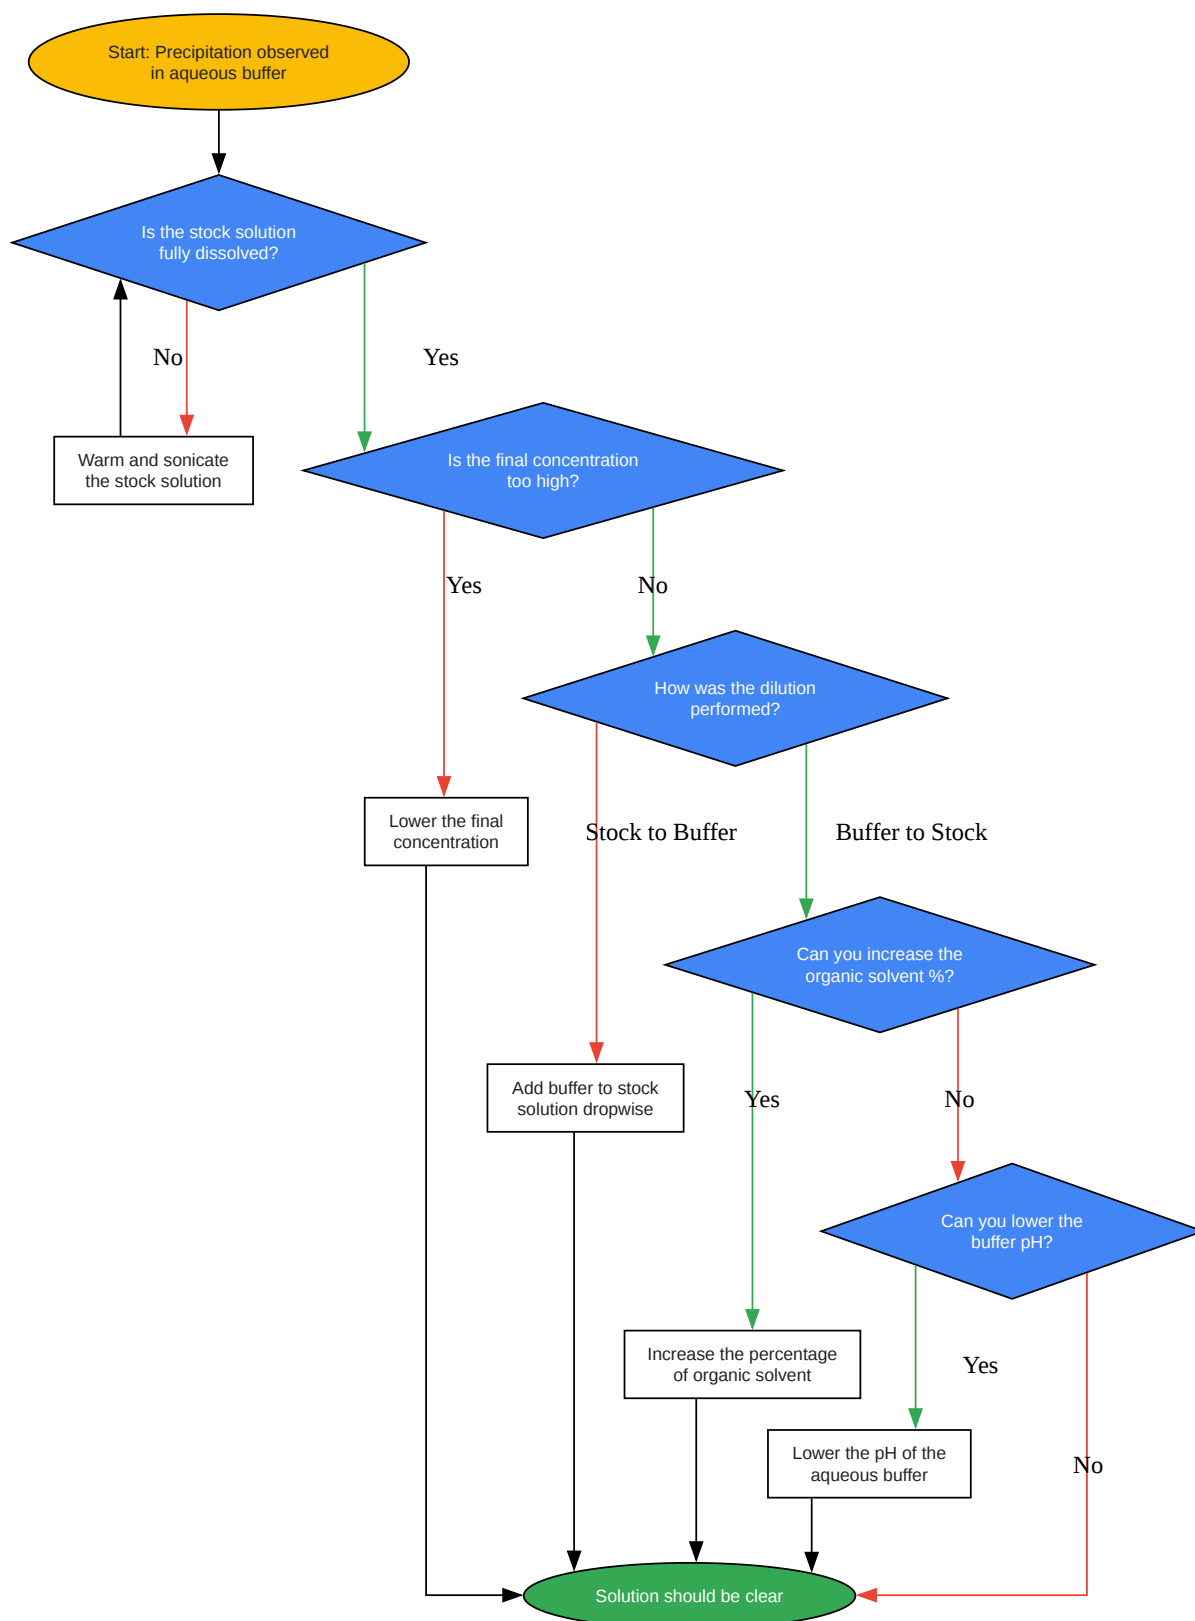 Start: Precipitation observed
in aqueous buffer
Is the stock solution
fully dissolved?
No
Yes
Warm and sonicate
the stock solution
Is the final concentration
too high?
Yes
No
How was the dilution
performed?
Lower the final
concentration
Stock to Buffer
Buffer to Stock
Can you increase the
organic solvent %?
Add buffer to stock
solution dropwise
Yes
No
Can you lower the
buffer pH?
Increase the percentage
of organic solvent
Yes
Lower the pH of the
aqueous buffer
No
Solution should be clear